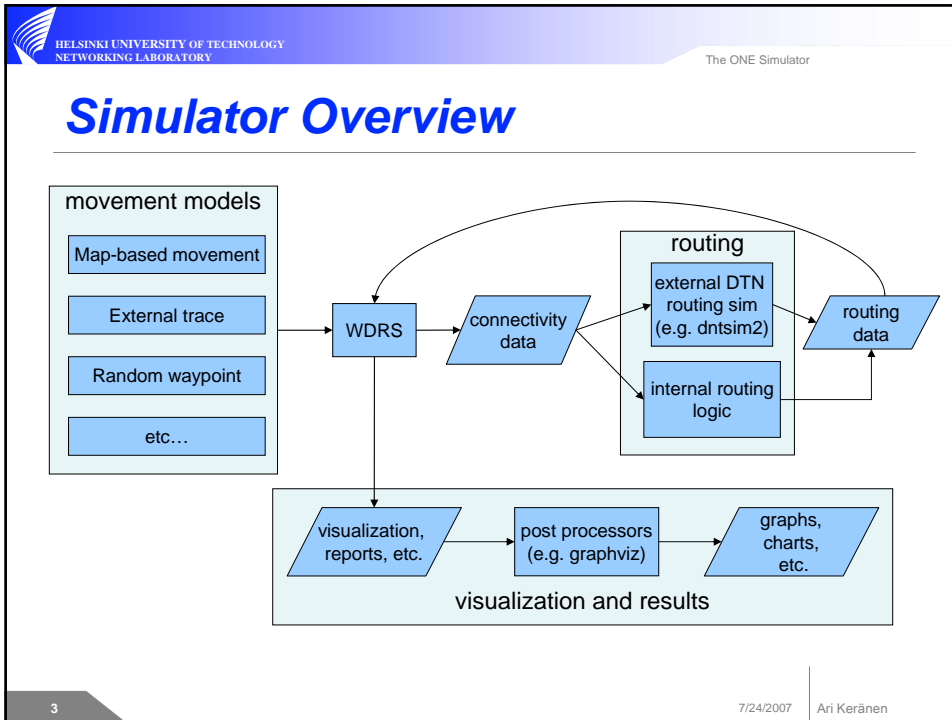 HELSINKI UNIVERSITY OF TECHNOLOGY
NETWORKING LABORATORY
The ONE Simulator
Simulator Overview
movement models
Map-based movement
External trace
Random waypoint
etc…
WDRS
connectivity
data
routing
external DTN
routing sim
(e.g. dntsim2)
internal routing
logic
routing
data
visualization,
reports, etc.
post processors
(e.g. graphviz)
graphs,
charts,
etc.
visualization and results
3
7/24/2007
Ari Keränen